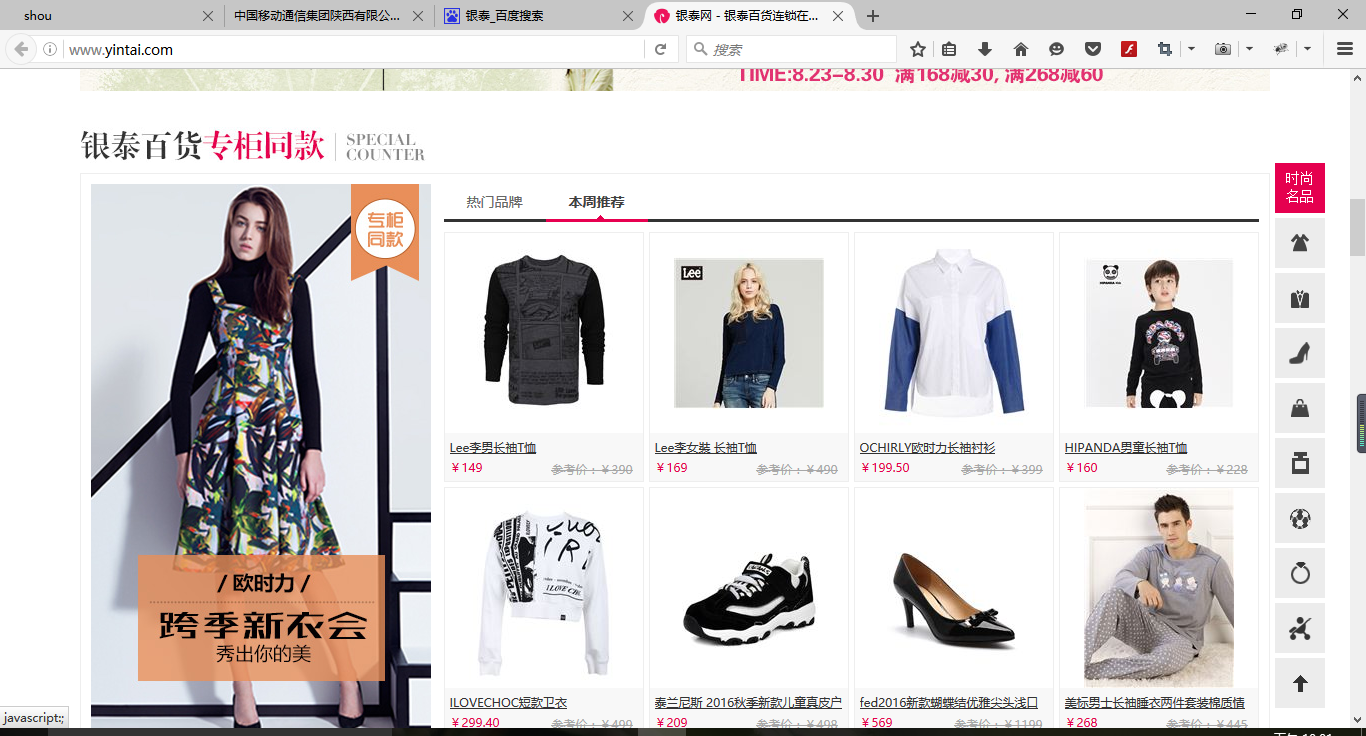 shou
中国移动通信集团陕西有限公...
银泰_百度搜索
银泰网 - 银泰百货连锁在...
www.yintai.com
搜索
TIME:8.23-8.30 满168减30, 满268减60
银泰百货专柜同款
SPECIAL
COUNTER
时尚
名品
专柜
同款
热门品牌
本周推荐
Lee
HIPANDA
Lee李男长袖T恤
￥149
参考价：￥390
Lee李女裝 长袖T恤
￥169
参考价：￥490
OCHIRLY欧时力长袖衬衫
￥199.50
参考价：￥399
HIPANDA男童长袖T恤
￥160
参考价：￥228
/ 欧时力 /
跨季新衣会
秀出你的美
ILOVECHOC短款卫衣
￥299.40
参考价：￥499
泰兰尼斯 2016秋季新款儿童真皮户
￥209
参考价：￥498
fed2016新款蝴蝶结优雅尖头浅口
￥569
参考价：￥1199
美标男士长袖睡衣两件套装棉质情
￥268
参考价：￥445
javascript:;